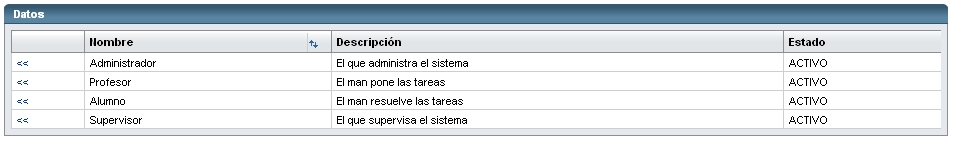 Datos
Nombre Descripción Estado
<< Administrador El que administra el sistema ACTIVO
<< Profesor El man pone las tareas ACTIVO
<< Alumno El man resuelve las tareas ACTIVO
<< Supervisor El que supervisa el sistema ACTIVO